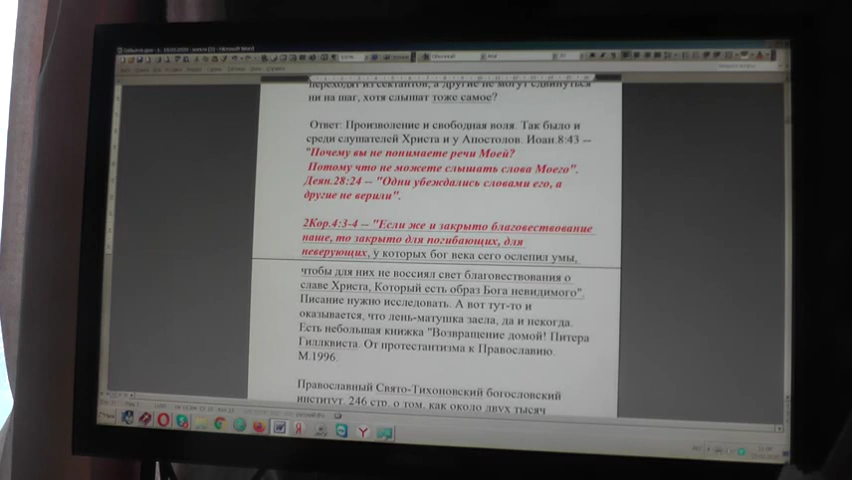 Microsoft Word
переходят из сектантов, а другие не могут сдвинуться
ни на шаг, хотя слышат тоже самое?
Ответ: Произволение и свободная воля. Так было и
среди слушателей Христа и у Апостолов. Иоан.8:43 --
"Почему вы не понимаете речи Моей?
Потому что не можете слышать слова Моего".
Деян.28:24 -- "Одни убеждались словами его, а
другие не верили".
2Кор.4:3-4 -- "Если же и закрыто благовествование
наше, то закрыто для погибающих, для
неверующих, у которых бог века сего ослепил умы,
чтобы для них не воссиял свет благовествования о
славе Христа, Который есть образ Бога невидимого".
Писание нужно исследовать. А вот тут-то и
оказывается, что лень-матушка заела, да и некогда.
Есть небольшая книжка "Возвращение домой! Питера
Гиллквиста. От протестантизма к Православию.
М.1996.
Православный Свято-Тихоновский богословский
институт. 246 стр. о том, как около двух тысяч